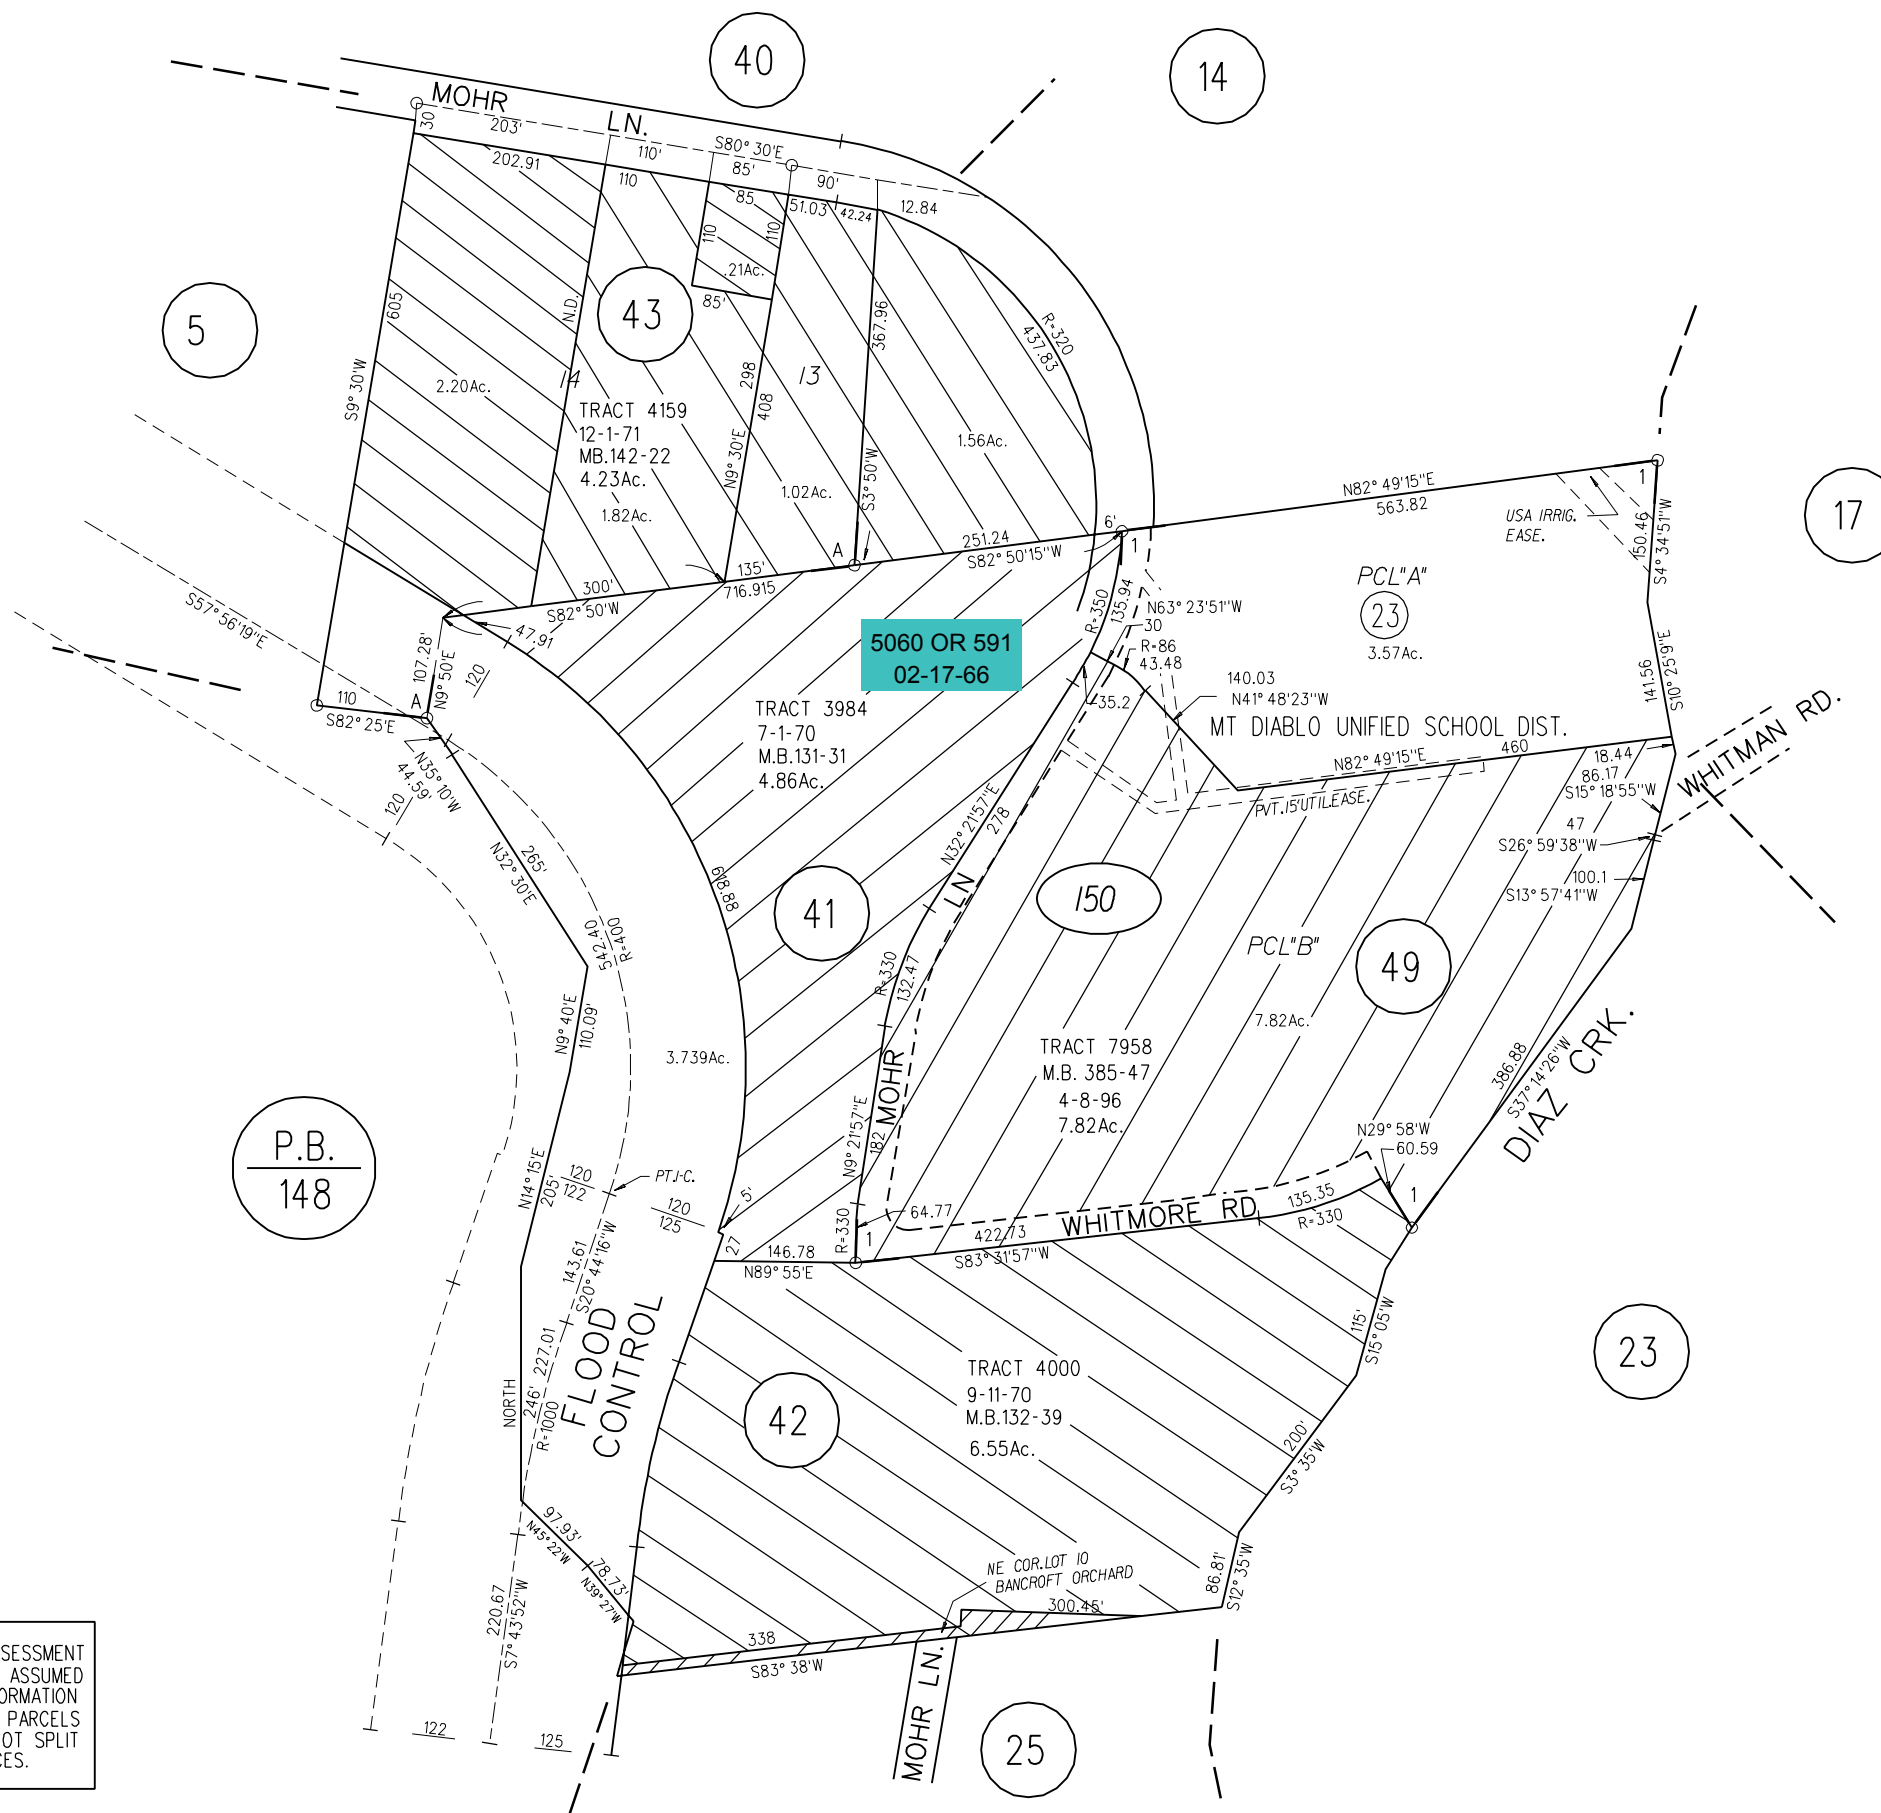 40
14
MOHR
LN.
30
203'
110'
S80° 30'E
85'
90'
202.91
110
85
51.03
42.24
12.84
110
110
.21Ac.
85'
5
43
N.D.
605
S9° 30'W
2.20Ac.
14
13
298
408
N9° 30'E
367.96
S3° 50'W
R=320
437.83
TRACT 4159
12-1-71
MB.142-22
4.23Ac.
1.82Ac.
1.02Ac.
1.56Ac.
17
N82° 49'15"E
563.82
1
USA IRRIG.
EASE.
150.46
S4° 34'51"W
6'
1
A
251.24
S82° 50'15"W
135'
716.915
300'
S82° 50'W
47.91
S57° 56'19"E
107.28'
N9° 50'E
120
110
S82° 25'E
A
N35° 10'W
44.59'
120
5060 OR 591
02-17-66
R=350
135.94
N63° 23'51"W
30
R=86
43.48
35.2
140.03
N41° 48'23"W
PCL"A"
23
3.57Ac.
141.56
S10° 25'9"E
MT DIABLO UNIFIED SCHOOL DIST.
WHITMAN RD.
N82° 49'15"E
460
PVT.15'UTIL.EASE.
18.44
86.17
S15° 18'55"W
47
S26° 59'38"W
100.1
S13° 57'41"W
TRACT 3984
7-1-70
M.B.131-31
4.86Ac.
265'
N32° 30'E
618.88
542.40
R=400
41
N32° 21'57"E
278
LN
150
PCL"B"
49
7.82Ac.
R=330
132.47
N9° 40'E
110.09'
3.739Ac.
MOHR
TRACT 7958
M.B. 385-47
4-8-96
7.82Ac.
386.88
S37° 14'26"W
DIAZ CRK.
N29° 58'W
60.59
P.B.
148
N14° 15'E
205'
120
122
PT.I-C.
120
125
5'
27
N9° 21'57"E
182
R=330
64.77
1
146.78
N89° 55'E
WHITMORE RD
422.73
S83° 31'57"W
135.35
R=330
1
143.61
S20° 44'16"W
FLOOD
CONTROL
NORTH
246'
227.01
R=1000
115'
S15° 05'W
23
TRACT 4000
9-11-70
M.B.132-39
6.55Ac.
42
200'
S3° 35'W
97.93'
N45° 22'W
78.73'
N39° 27'W
220.67
S7° 43'52"W
NE COR.LOT 10
BANCROFT ORCHARD
300.45'
86.81'
S12° 35'W
338
S83° 38'W
MOHR LN.
25
122
125
SESSMENT
ASSUMED
ORMATION
PARCELS
OT SPLIT
CES.